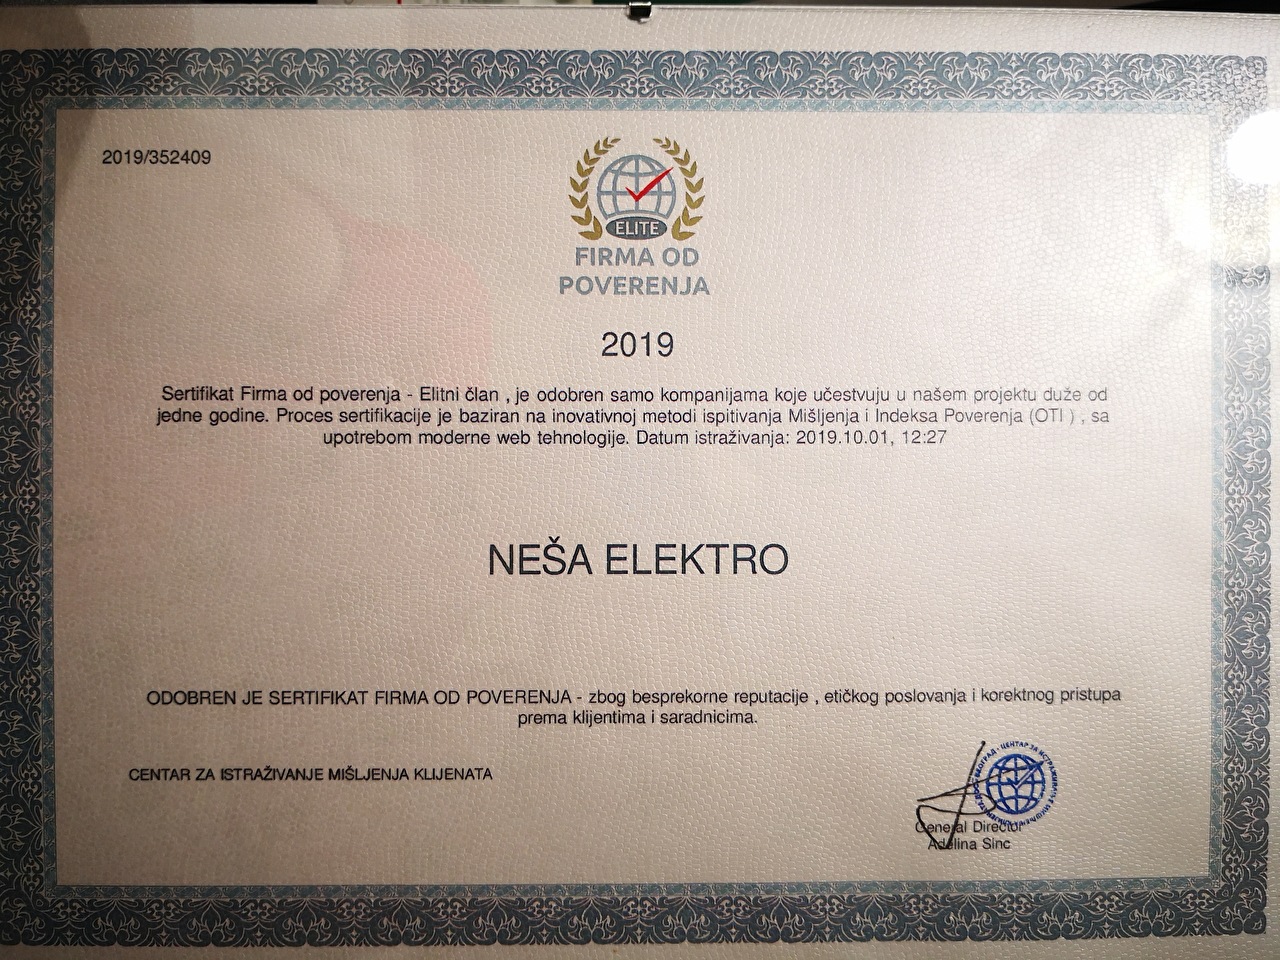 2019/352409
ELITE
FIRMA OD
POVERENJA
2019
Sertifikat Firma od poverenja - Elitni član , je odobren samo kompanijama koje učestvuju u našem projektu duže od
jedne godine. Proces sertifikacije je baziran na inovativnoj metodi ispitivanja Mišljenja i Indeksa Poverenja (OTI ) , sa
upotrebom moderne web tehnologije. Datum istraživanja: 2019.10.01, 12:27
NEŠA ELEKTRO
ODOBREN JE SERTIFIKAT FIRMA OD POVERENJA - zbog besprekorne reputacije , etičkog poslovanja i korektnog pristupa
prema klijentima i saradnicima.
CENTAR ZA ISTRAŽIVANJE MIŠLJENJA KLIJENATA
БЕОГРАД - ЦЕНТАР ЗА
General Director
Adelina Sinc